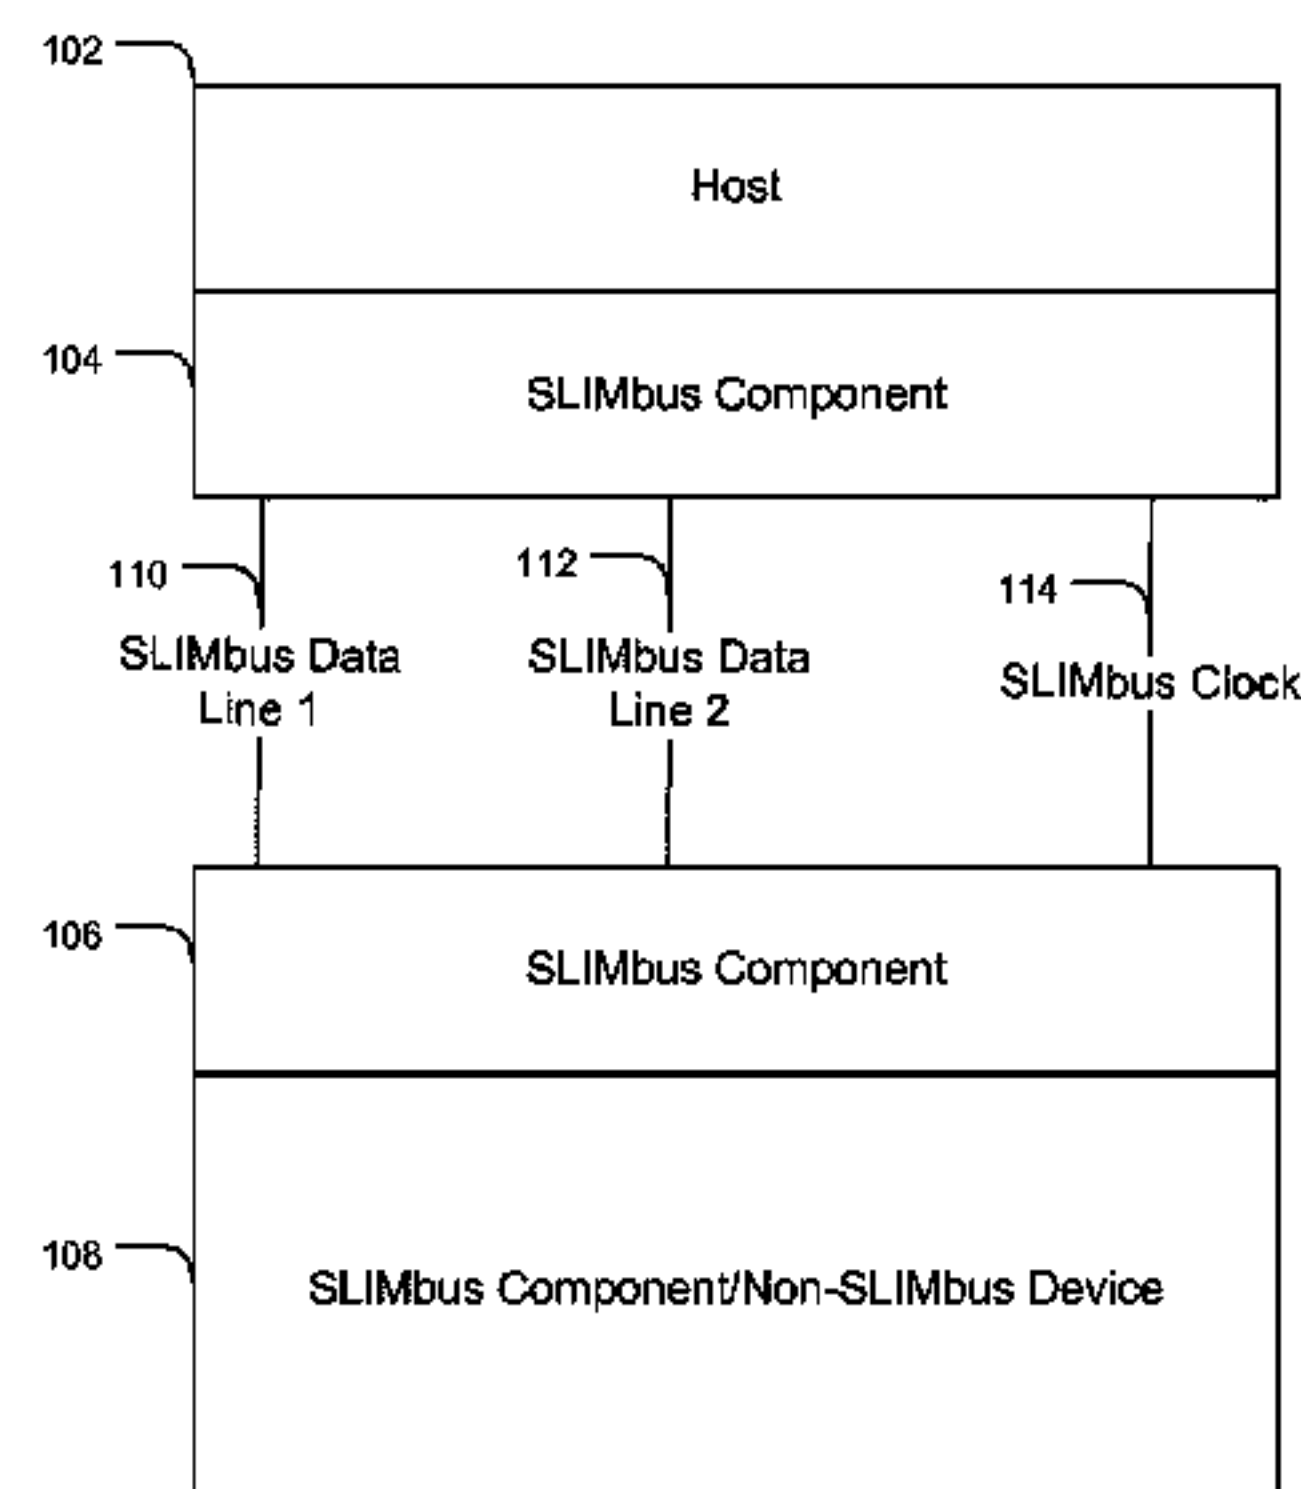 102
Host
104
SLIMbus Component
110
112
114
SLIMbus Data
Line 1
SLIMbus Data
Line 2
SLIMbus Clock
106
SLIMbus Component
108
SLIMbus Component/Non-SLIMbus Device